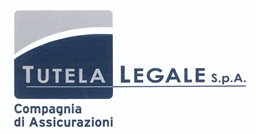 TUTELA LEGALE S.p.A.
Compagnia
di Assicurazioni